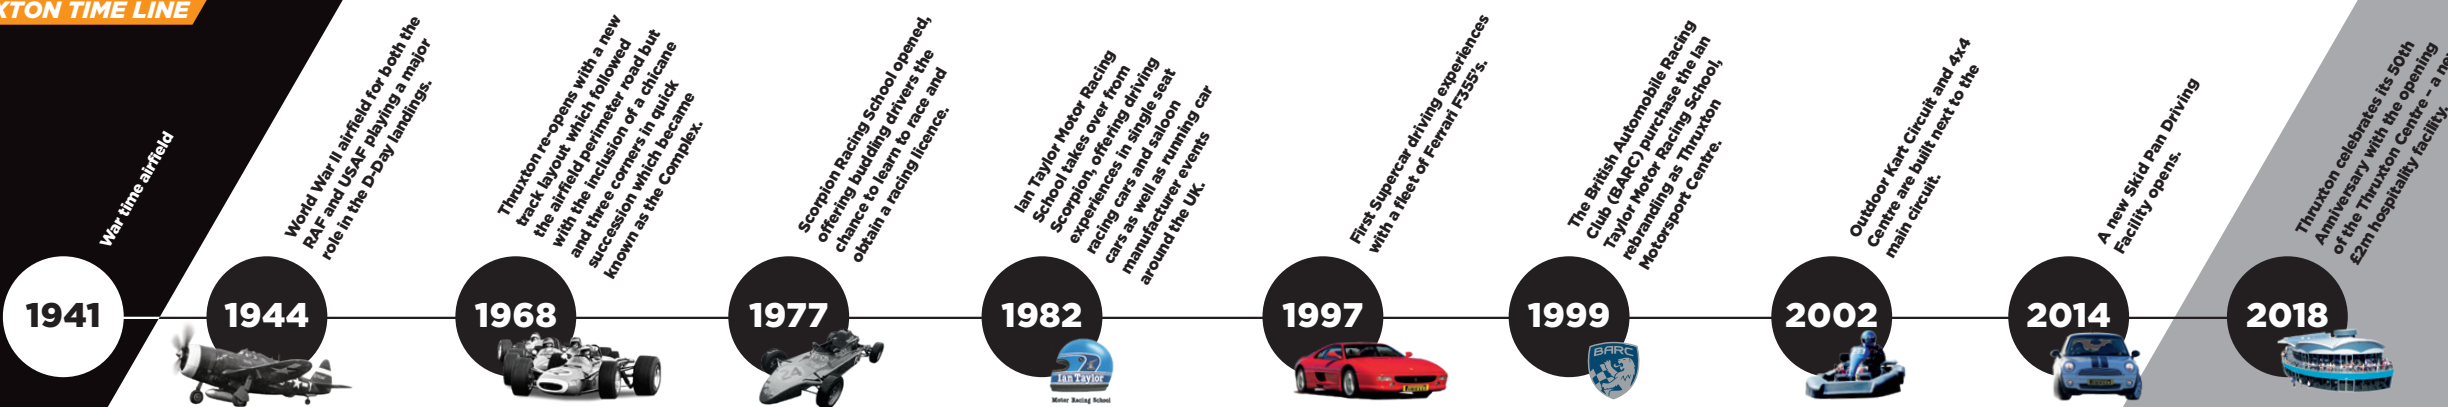 XTON TIME LINE
War time airfield
1941
World War II airfield for both the
RAF and USAF playing a major
role in the D-Day landings.
1944
Thruxton re-opens with a new
track layout which followed
the airfield perimeter road but
with the inclusion of a chicane
and three corners in quick
succession which became
known as the Complex.
1968
Scorpion Racing School opened,
offering budding drivers the
chance to learn to race and
obtain a racing licence.
1977
24
Ian Taylor Motor Racing
School takes over from
Scorpion, offering driving
experiences in single seat
racing cars and saloon
cars as well as running car
manufacturer events
around the UK.
1982
Ian Taylor
Motor Racing School
First Supercar driving experiences
with a fleet of Ferrari F355's.
1997
The British Automobile Racing
Club (BARC) purchase the Ian
Taylor Motor Racing School,
rebranding as Thruxton
Motorsport Centre.
1999
BARC
Outdoor Kart Circuit and 4x4
Centre are built next to the
main circuit.
2002
A new Skid Pan Driving
Facility opens.
2014
Thruxton celebrates its 50th
Anniversary with the opening
of the Thruxton Centre – a ne
£2m hospitality facility.
2018